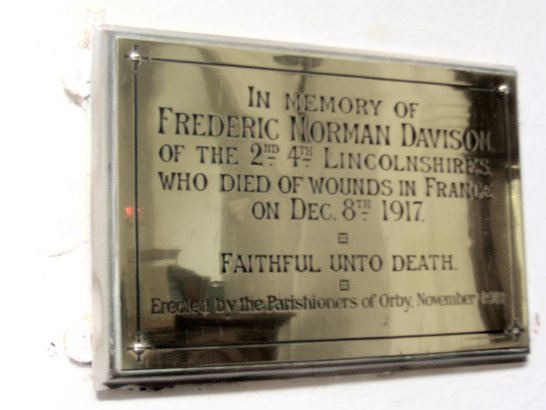 IN MEMORY OF
FREDERIC NORMAN DAVISON,
OF THE 2ND 4TH LINCOLNSHIRES,
WHO DIED OF WOUNDS IN FRANCE
ON DEC. 8TH 1917.
FAITHFUL UNTO DEATH.
Erected by the Parishioners of Orby, November